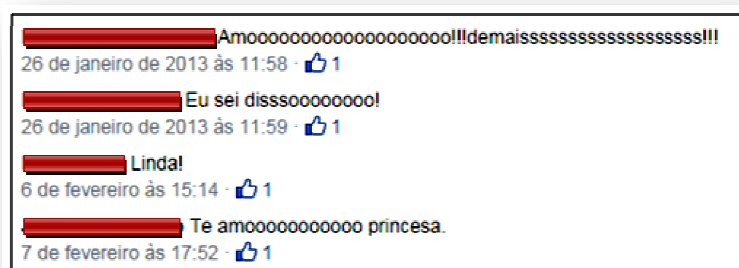 Amooooooooooooooooooo!!!demaisssssssssssssssssss!!!
26 de janeiro de 2013 às 11:58 · 1
Eu sei disssoooooooo!
26 de janeiro de 2013 às 11:59 · 1
Linda!
6 de fevereiro às 15:14 · 1
Te amooooooooooo princesa.
7 de fevereiro às 17:52 · 1